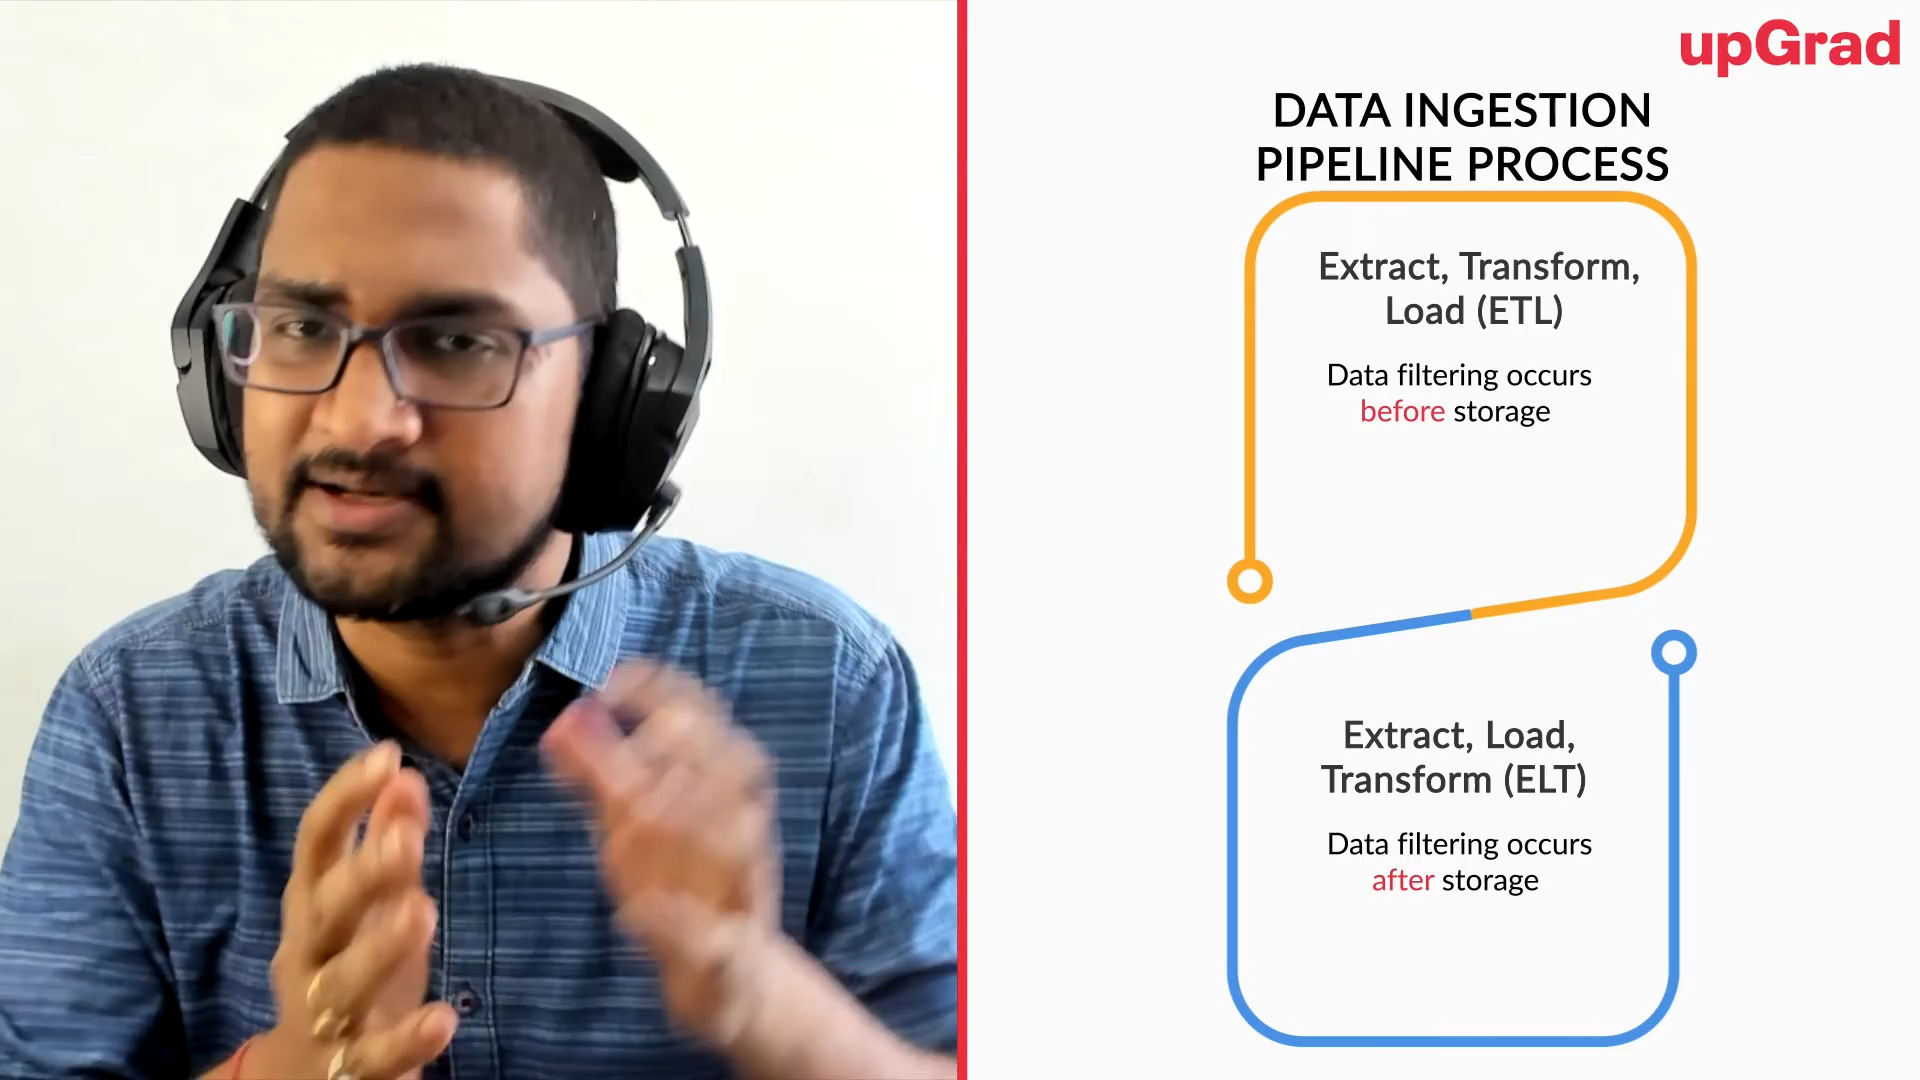 upGrad
DATA INGESTION
PIPELINE PROCESS
Extract, Transform,
Load (ETL)
Data filtering occurs
before storage
Extract, Load,
Transform (ELT)
Data filtering occurs
after storage